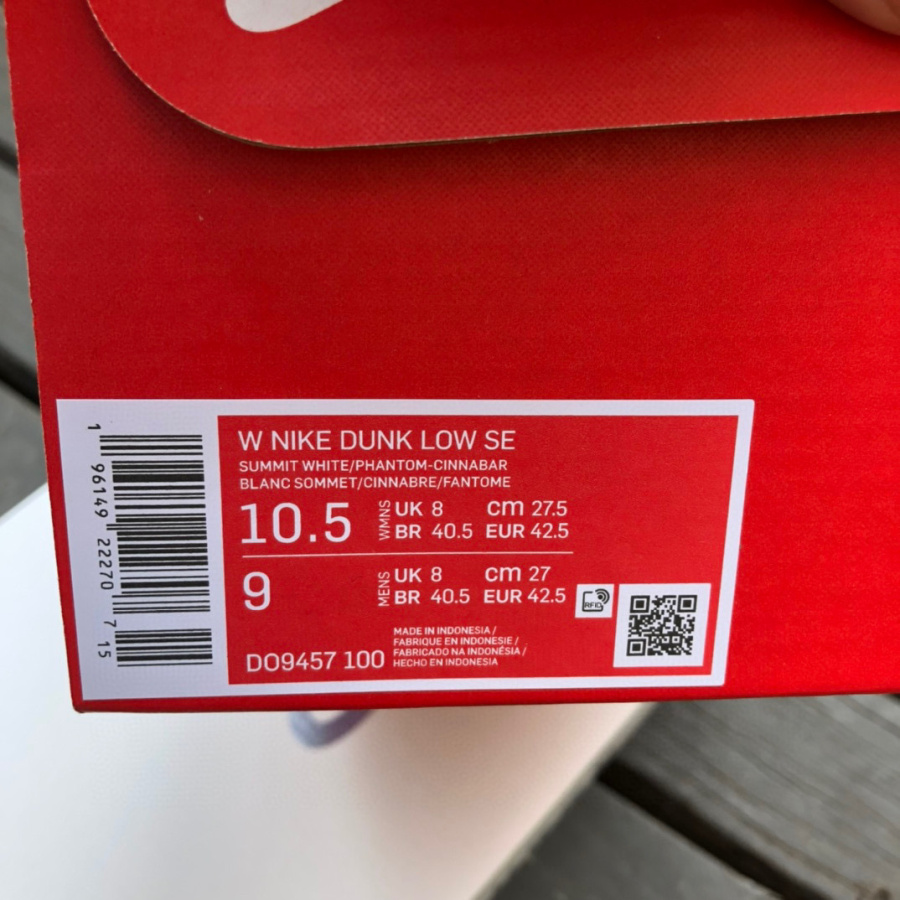 W NIKE DUNK LOW SE
SUMMIT WHITE/PHANTOM-CINNABAR
BLANC SOMMET/CINNABRE/FANTOME
10.5 WMNS UK 8 cm 27.5
BR 40.5 EUR 42.5
9 MENS UK 8 cm 27
BR 40.5 EUR 42.5
RFID
MADE IN INDONESIA /
FABRIQUE EN INDONESIE /
FABRICADO NA INDONÉSIA /
HECHO EN INDONESIA
DO9457 100
1 96149 22270 7 15